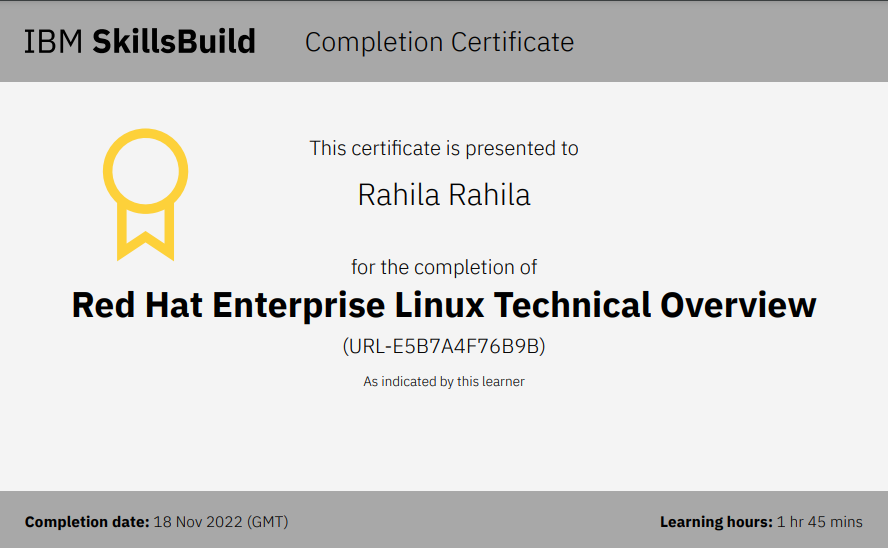 IBM SkillsBuild Completion Certificate
This certificate is presented to
Rahila Rahila
for the completion of
Red Hat Enterprise Linux Technical Overview
(URL-E5B7A4F76B9B)
As indicated by this learner
Completion date: 18 Nov 2022 (GMT) Learning hours: 1 hr 45 mins